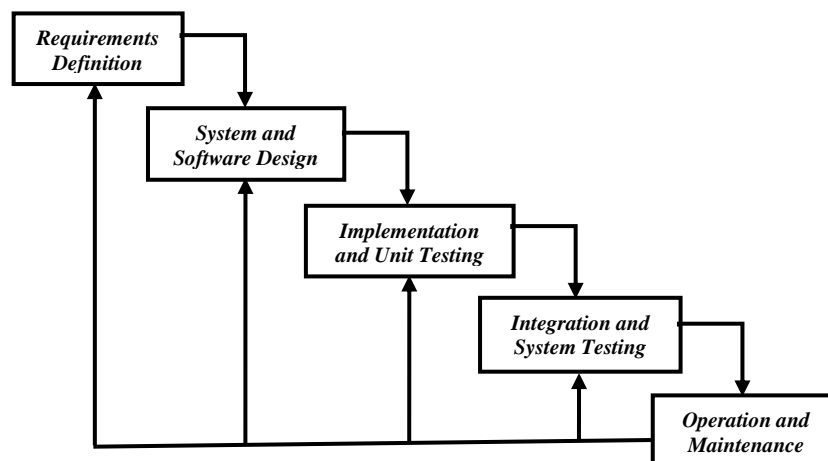 Requirements
Definition
System and
Software Design
Implementation
and Unit Testing
Integration and
System Testing
Operation and
Maintenance